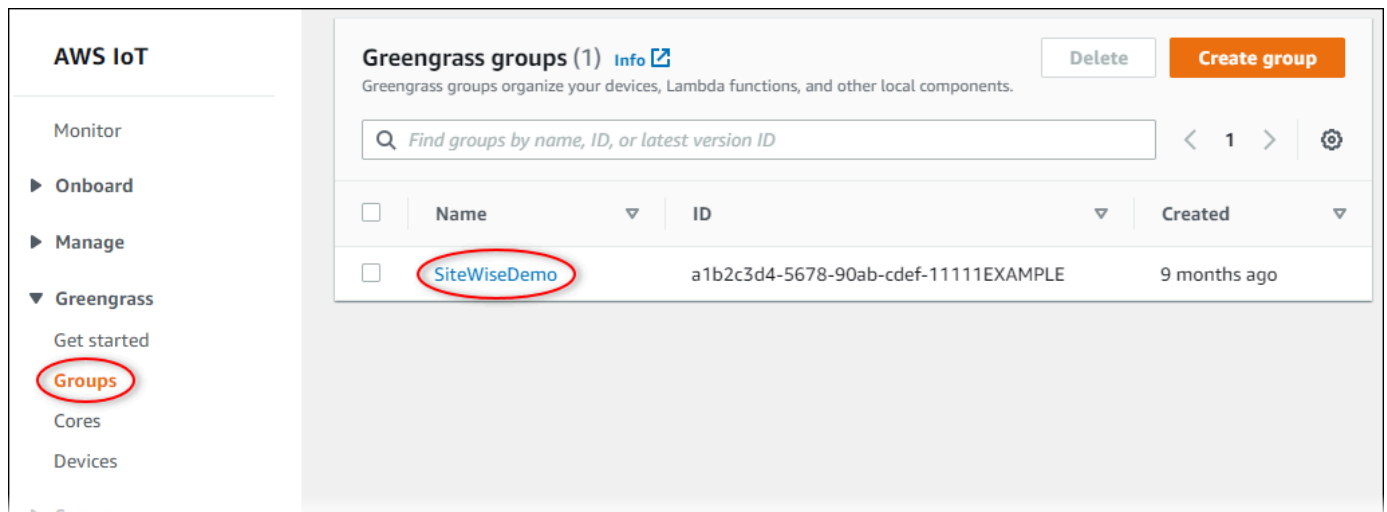 AWS IoT
Monitor
Onboard
Manage
Greengrass
Get started
Groups
Cores
Devices
Greengrass groups (1) Info
Delete
Create group
Greengrass groups organize your devices, Lambda functions, and other local components.
Find groups by name, ID, or latest version ID
1
Name ID Created
SiteWiseDemo a1b2c3d4-5678-90ab-cdef-11111EXAMPLE 9 months ago